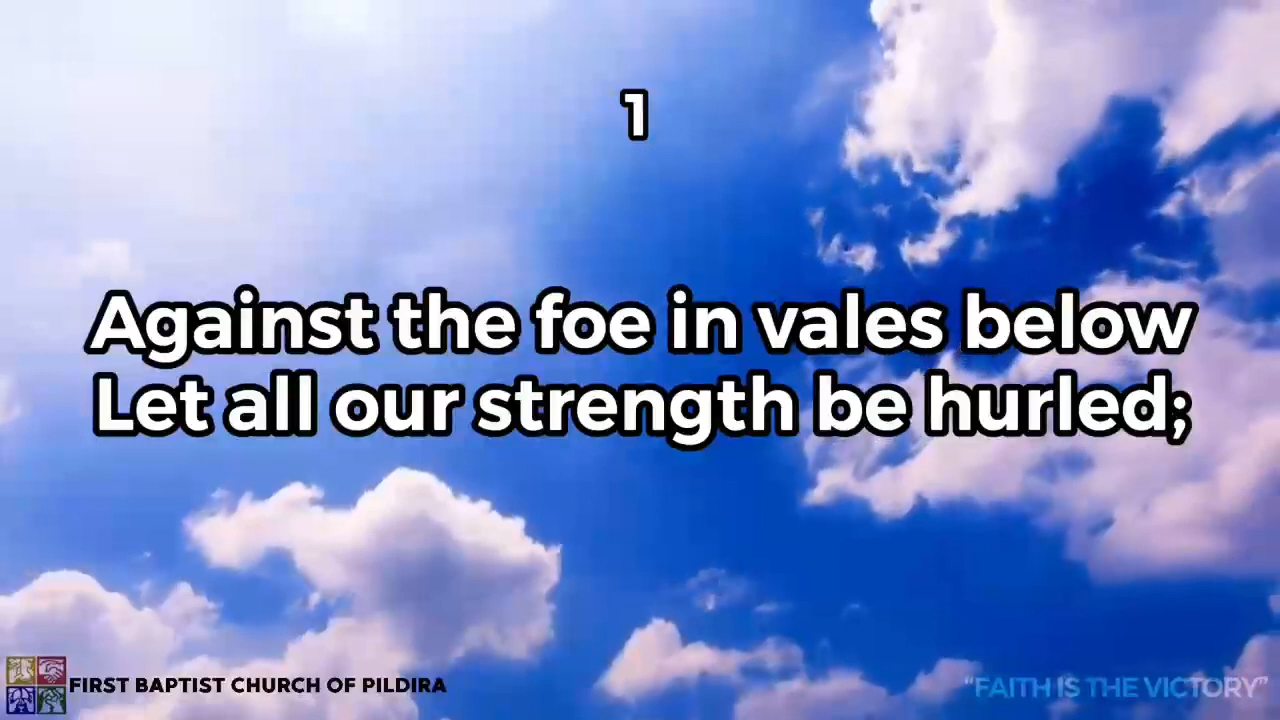 1
Against the foe in vales below
Let all our strength be hurled;
FIRST BAPTIST CHURCH OF PILDIRA
“FAITH IS THE VICTORY”